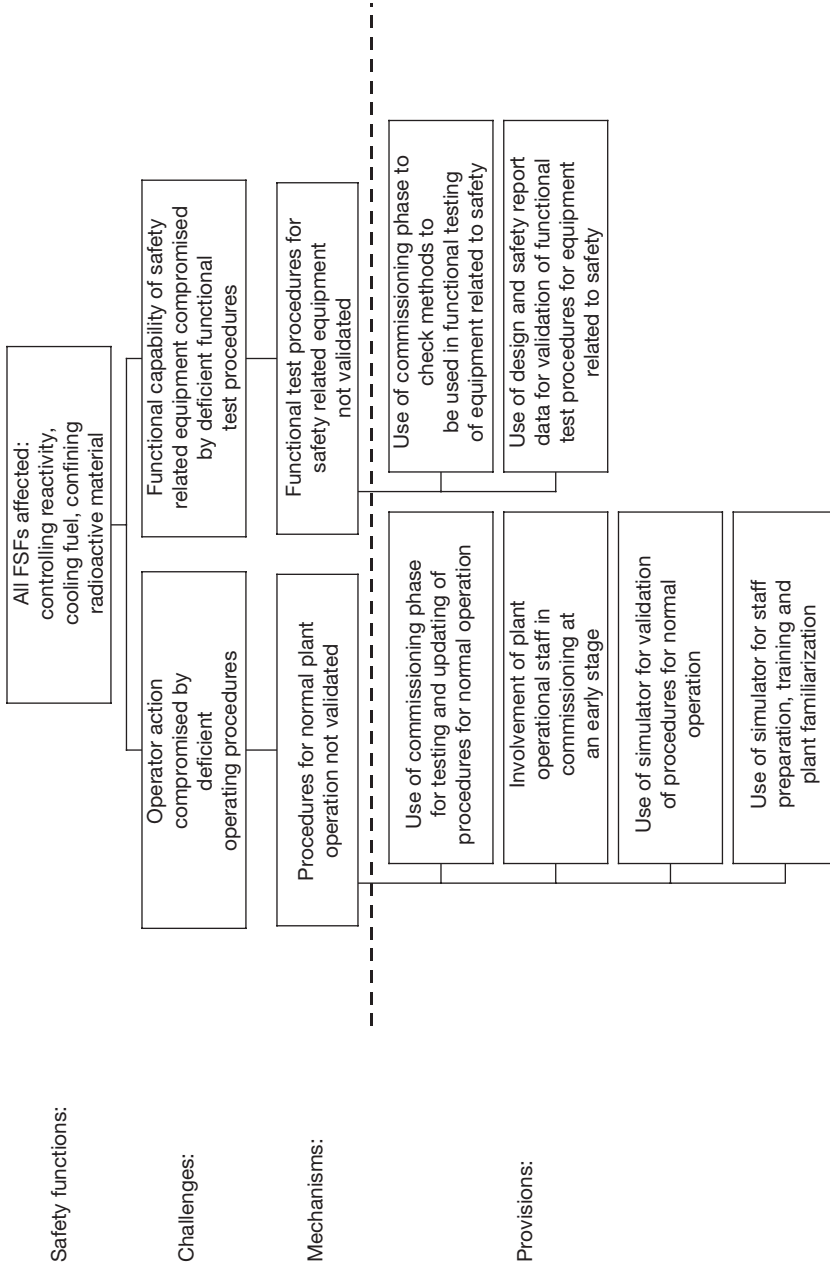 Safety functions:
All FSFs affected:
controlling reactivity,
cooling fuel, confining
radioactive material
Challenges:
Operator action
compromised by
deficient
operating procedures
Functional capability of safety
related equipment compromised
by deficient functional
test procedures
Mechanisms:
Procedures for normal plant
operation not validated
Functional test procedures for
safety related equipment
not validated
Provisions:
Use of commissioning phase
for testing and updating of
procedures for normal operation
Involvement of plant
operational staff in
commissioning at
an early stage
Use of simulator for validation
of procedures for normal
operation
Use of simulator for staff
preparation, training and
plant familiarization
Use of commissioning phase to
check methods to
be used in functional testing
of equipment related to safety
Use of design and safety report
data for validation of functional
test procedures for equipment
related to safety